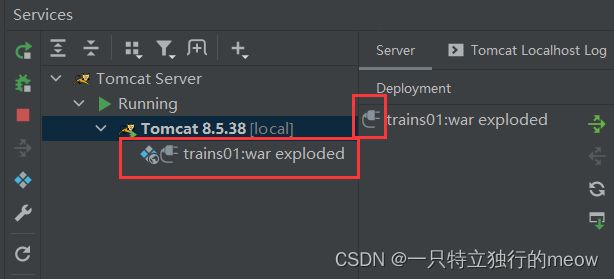 Services
Tomcat Server
Running
Tomcat 8.5.38 [local]
trains01:war exploded
Server
Tomcat Localhost Log
Deployment
trains01:war exploded
CSDN @一只特立独行的meow